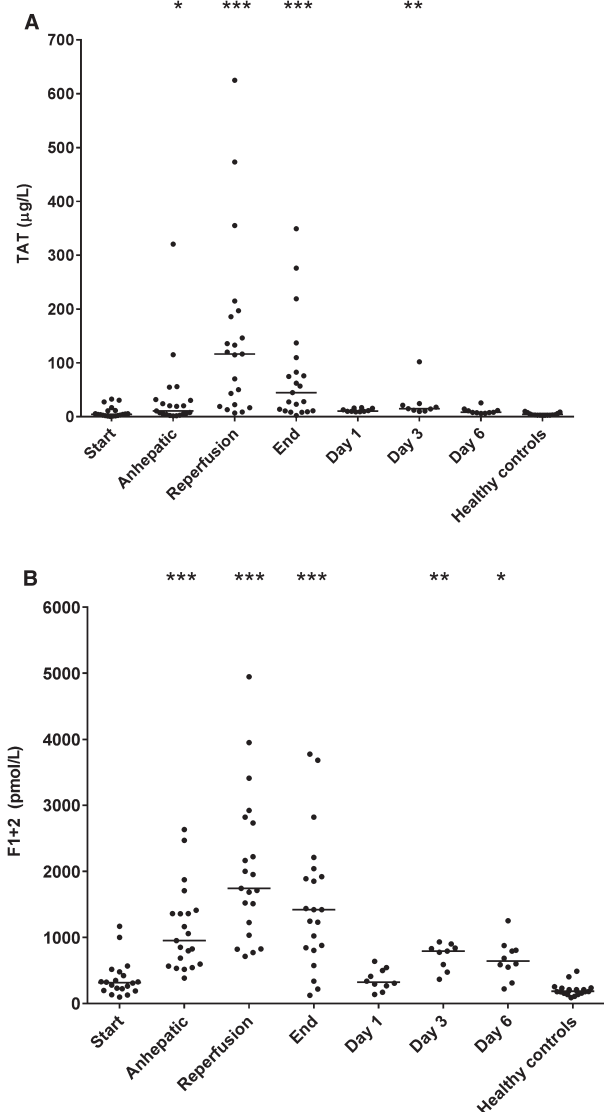 A
* *** *** **
700
600
500
400
300
200
100
0
TAT (μg/L)
Start
Anhepatic
Reperfusion
End
Day 1
Day 3
Day 6
Healthy controls
B
*** *** *** ** *
6000
5000
4000
3000
2000
1000
0
F1+2 (pmol/L)
Start
Anhepatic
Reperfusion
End
Day 1
Day 3
Day 6
Healthy controls